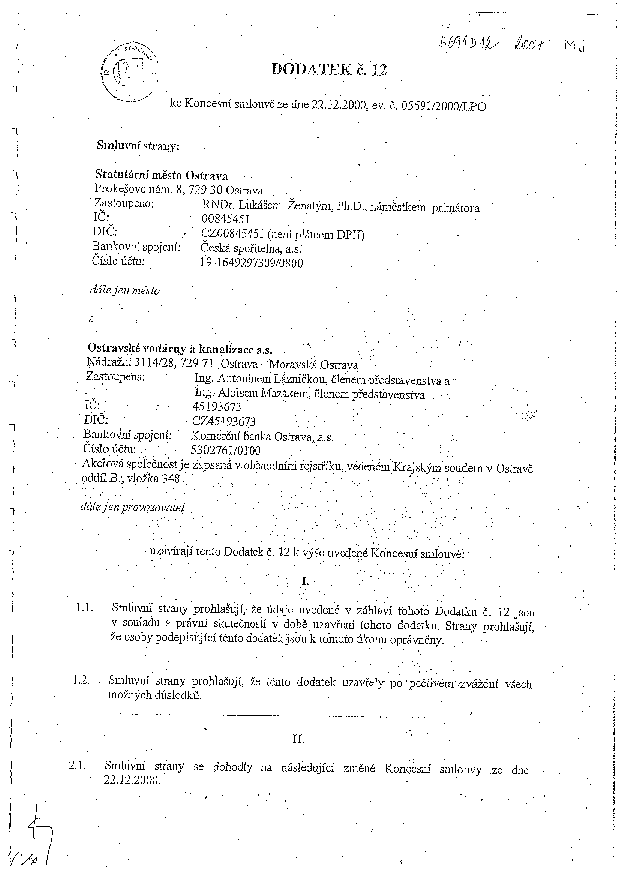 2001 MJ
DODATEK č. 12
ke Koncesní smlouvě ze dne 22.12.2000, ev. č. 05591/2000/LPO
Smluvní strany:
Statutární město Ostrava
Prokešovo nám. 8, 729 30 Ostrava
Zastoupeno: RNDr. Lukášem Ženatým, Ph.D., náměstkem primátora
IČ: 00845451
DIČ: CZ00845451 (není plátcem DPH)
Bankovní spojení: Česká spořitelna, a.s.
Číslo účtu: 19-1649297309/0800
dále jen město
a
Ostravské vodárny a kanalizace a.s.
Nádražní 3114/28, 729 71 Ostrava - Moravská Ostrava
Zastoupena: Ing. Antonínem Lázničkou, členem představenstva a
Ing. Aloisem Mazákem, členem představenstva
IČ: 45193673
DIČ: CZ45193673
Bankovní spojení: Komerční banka Ostrava, a.s.
Číslo účtu: 5302761/0100
Akciová společnost je zapsaná v obchodním rejstříku, vedeném Krajským soudem v Ostravě
oddíl B., vložka 348.
dále jen provozovatel
uzavírají tento Dodatek č. 12 k výše uvedené Koncesní smlouvě:
I.
1.1. Smluvní strany prohlašují, že údaje uvedené v záhlaví tohoto Dodatku č. 12 jsou
v souladu s právní skutečností v době uzavření tohoto dodatku. Strany prohlašují,
že osoby podepisující tento dodatek jsou k tomuto úkonu oprávněny.
1.2. Smluvní strany prohlašují, že tento dodatek uzavřely po pečlivém zvážení všech
možných důsledků.
II.
2.1. Smluvní strany se dohodly na následující změně Koncesní smlouvy ze dne
22.12.2000.